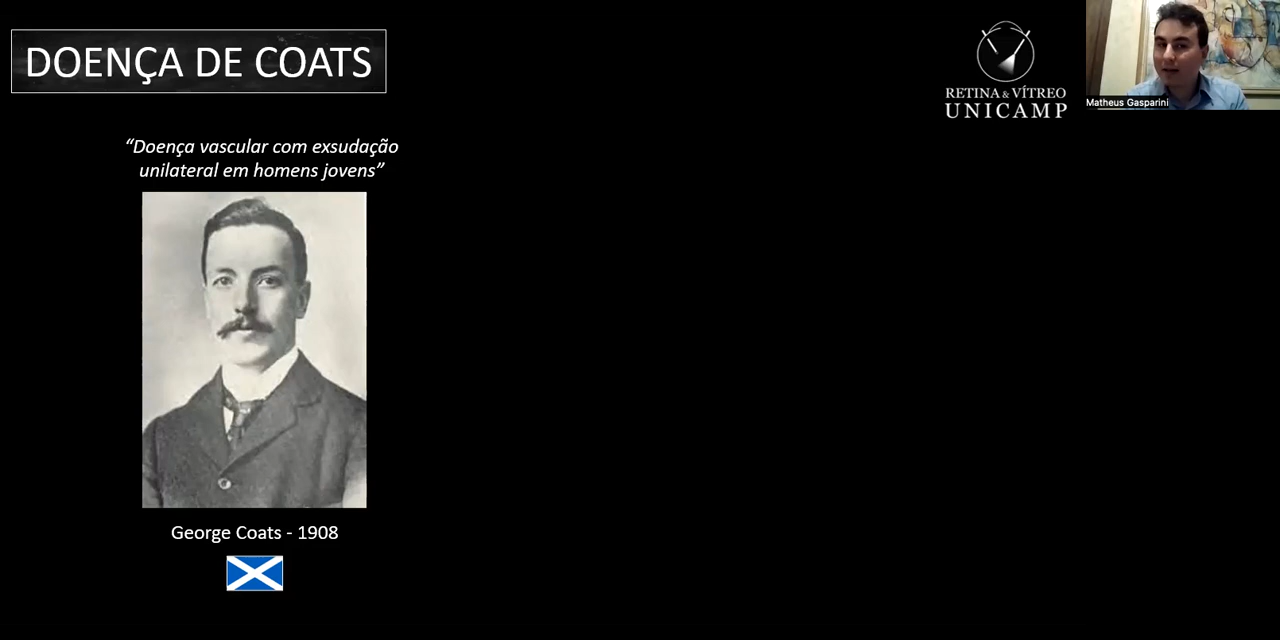 DOENÇA DE COATS
RETINA & VÍTREO
UNICAMP
Matheus Gasparini
“Doença vascular com exsudação
unilateral em homens jovens”
George Coats - 1908